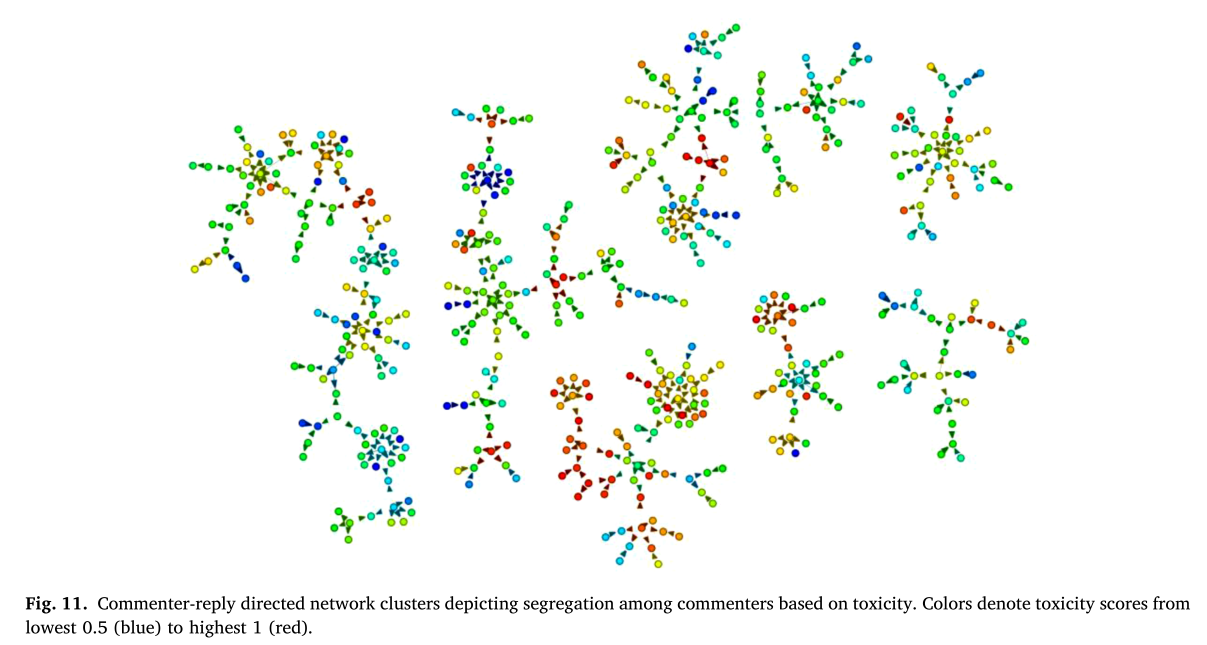 Fig. 11. Commenter-reply directed network clusters depicting segregation among commenters based on toxicity. Colors denote toxicity scores from
lowest 0.5 (blue) to highest 1 (red).